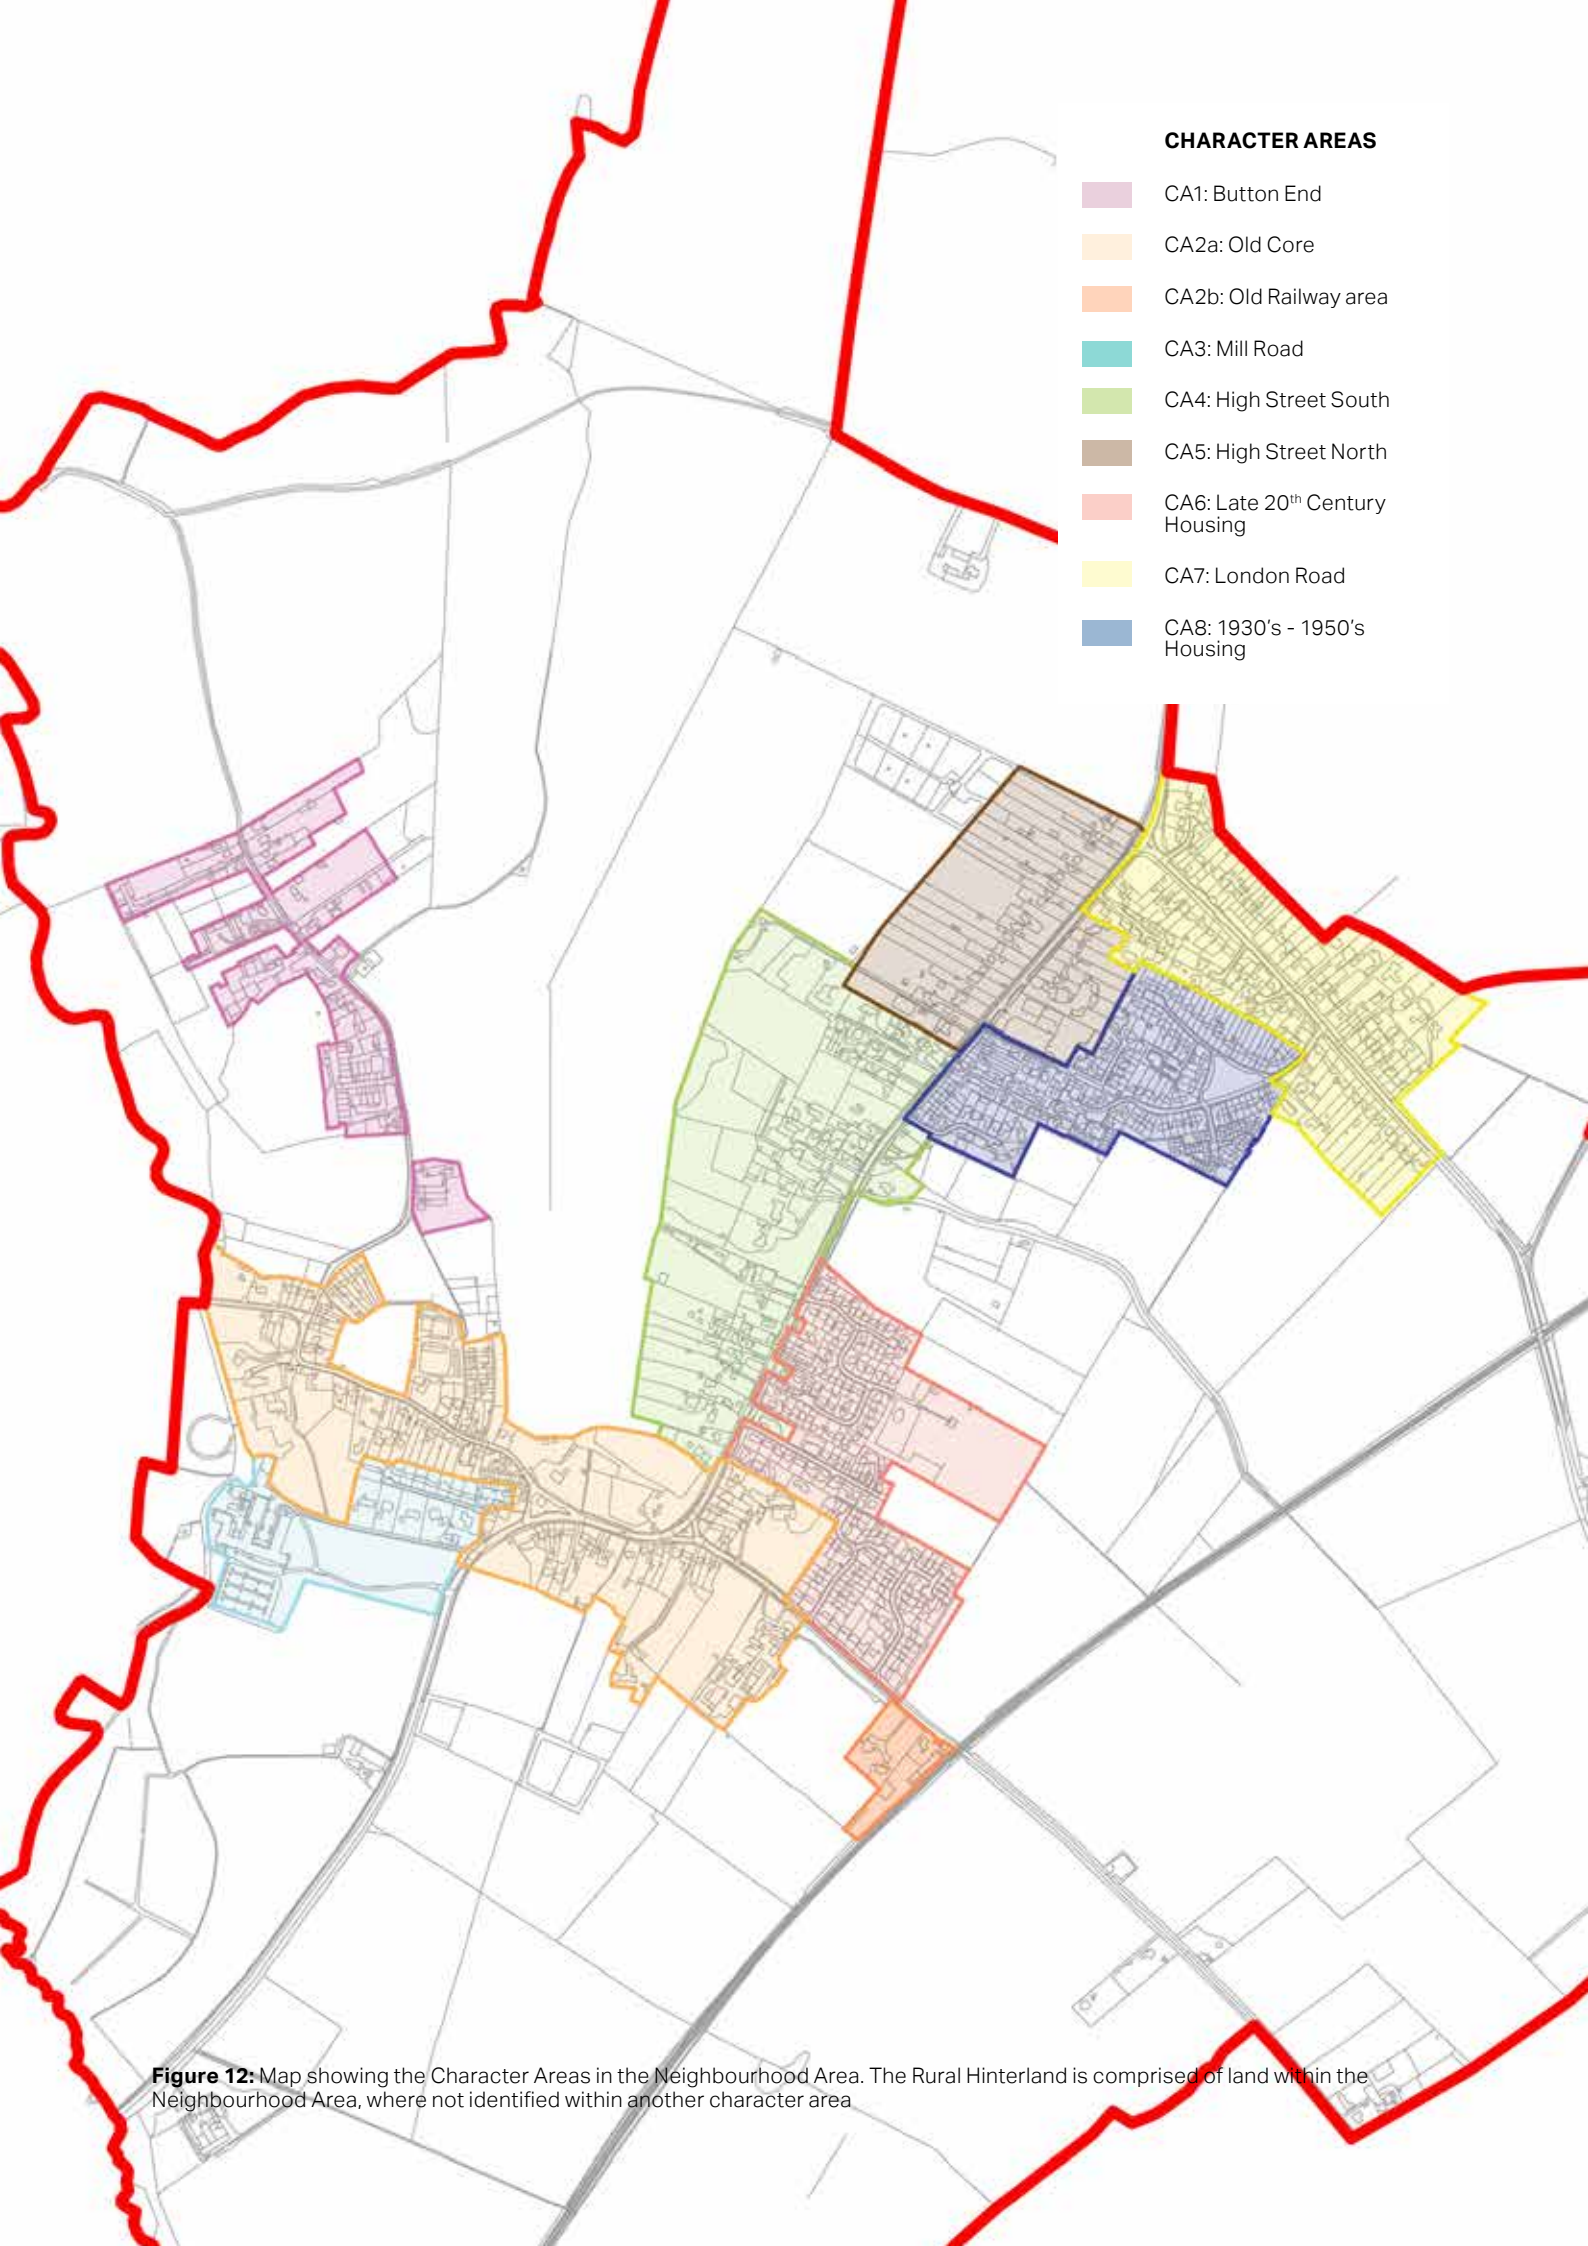 CHARACTER AREAS
CA1: Button End
CA2a: Old Core
CA2b: Old Railway area
CA3: Mill Road
CA4: High Street South
CA5: High Street North
CA6: Late 20th Century
Housing
CA7: London Road
CA8: 1930's - 1950's
Housing
Figure 12: Map showing the Character Areas in the Neighbourhood Area. The Rural Hinterland is comprised of land within the
Neighbourhood Area, where not identified within another character area